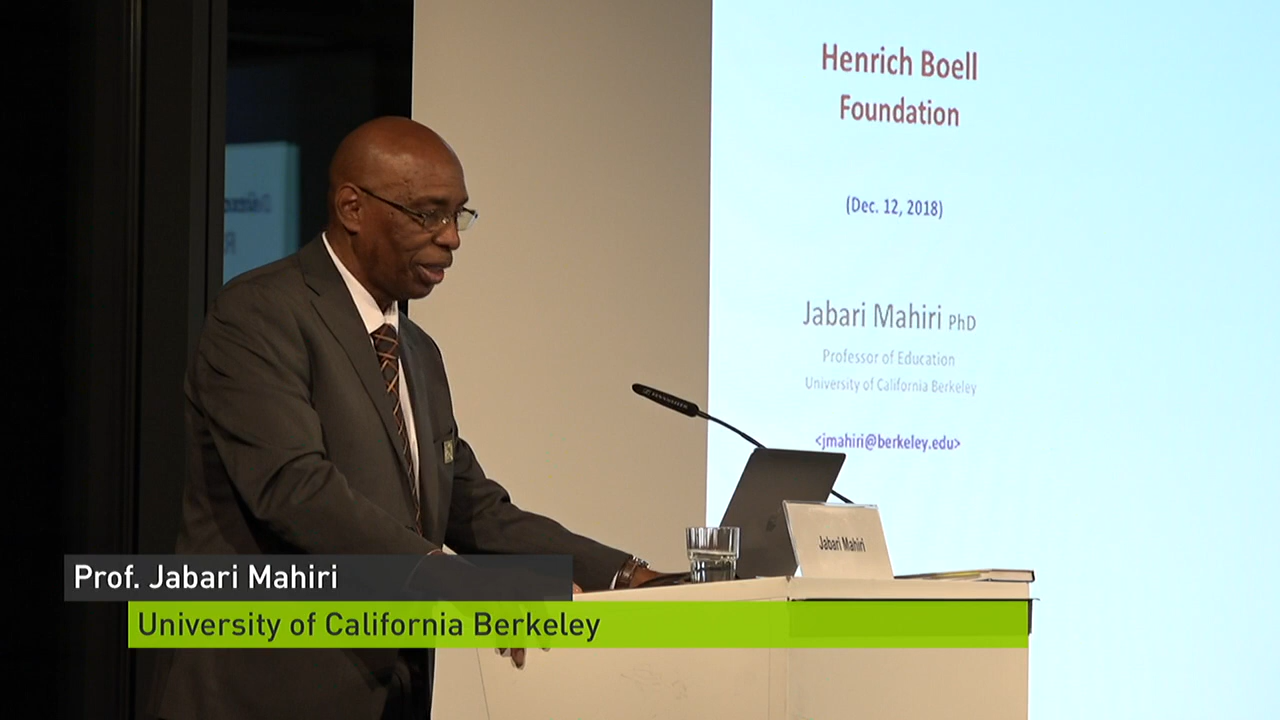 Henrich Boell
Foundation
(Dec. 12, 2018)
Jabari Mahiri PhD
Professor of Education
University of California Berkeley
<jmahiri@berkeley.edu>
Jabari Mahiri
Prof. Jabari Mahiri
University of California Berkeley